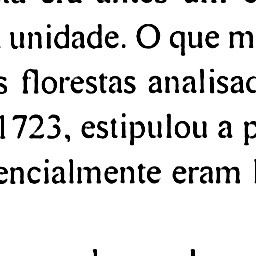 unidade. O que m
s florestas analisad
1723, estipulou a p
encialmente eram